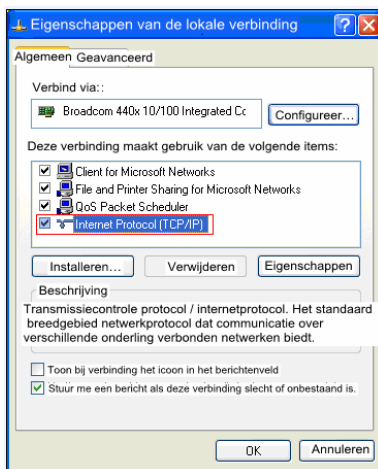 Eigenschappen van de lokale verbinding
Algemeen Geavanceerd
Verbind via::
Broadcom 440x 10/100 Integrated Cc
Configureer...
Deze verbinding maakt gebruik van de volgende items:
Client for Microsoft Networks
File and Printer Sharing for Microsoft Networks
QoS Packet Scheduler
Internet Protocol (TCP/IP)
Installeren...
Verwijderen
Eigenschappen
Beschrijving
Transmissiecontrole protocol / internetprotocol. Het standaard
breedgebied netwerkprotocol dat communicatie over
verschillende onderling verbonden netwerken biedt.
Toon bij verbinding het icoon in het berichtenveld
Stuur me een bericht als deze verbinding slecht of onbestaand is.
OK
Annuleren